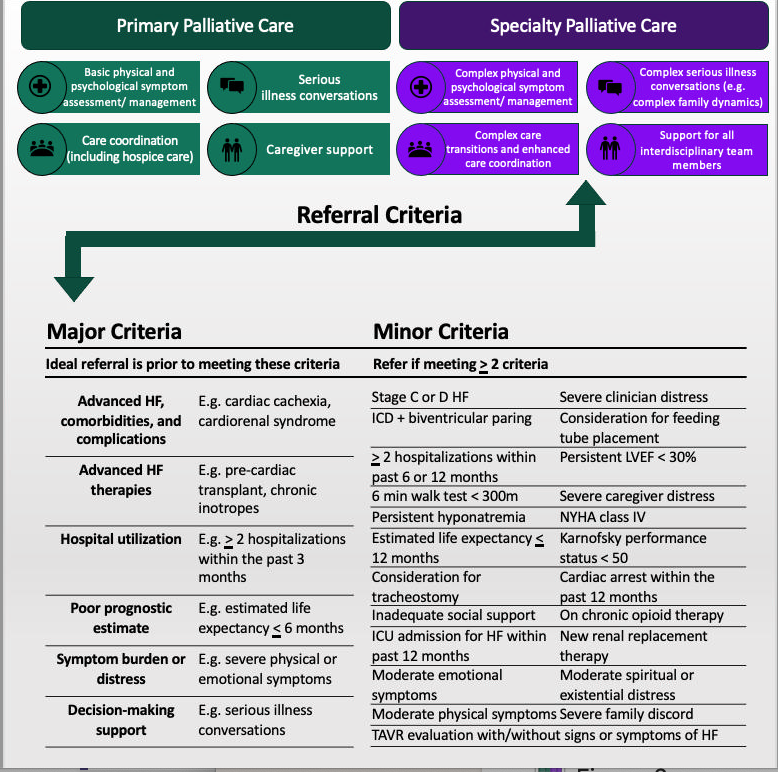 Primary Palliative Care
Specialty Palliative Care
Basic physical and
psychological symptom
assessment/ management
Serious
illness conversations
Complex physical and
psychological symptom
assessment/ management
Complex serious illness
conversations (e.g.
complex family dynamics)
Care coordination
(including hospice care)
Caregiver support
Complex care
transitions and enhanced
care coordination
Support for all
interdisciplinary team
members
Referral Criteria
Major Criteria
Ideal referral is prior to meeting these criteria
Advanced HF,
comorbidities, and
complications
E.g. cardiac cachexia,
cardiorenal syndrome
Advanced HF
therapies
E.g. pre-cardiac
transplant, chronic
inotropes
Hospital utilization
E.g. ≥ 2 hospitalizations
within the past 3
months
Poor prognostic
estimate
E.g. estimated life
expectancy ≤ 6 months
Symptom burden or
distress
E.g. severe physical or
emotional symptoms
Decision-making
support
E.g. serious illness
conversations
Minor Criteria
Refer if meeting ≥ 2 criteria
Stage C or D HF
Severe clinician distress
ICD + biventricular paring
Consideration for feeding
tube placement
≥ 2 hospitalizations within
past 6 or 12 months
Persistent LVEF < 30%
6 min walk test < 300m
Severe caregiver distress
Persistent hyponatremia
NYHA class IV
Estimated life expectancy ≤
12 months
Karnofsky performance
status < 50
Consideration for
tracheostomy
Cardiac arrest within the
past 12 months
Inadequate social support
On chronic opioid therapy
ICU admission for HF within
past 12 months
New renal replacement
therapy
Moderate emotional
symptoms
Moderate spiritual or
existential distress
Moderate physical symptoms
Severe family discord
TAVR evaluation with/without signs or symptoms of HF